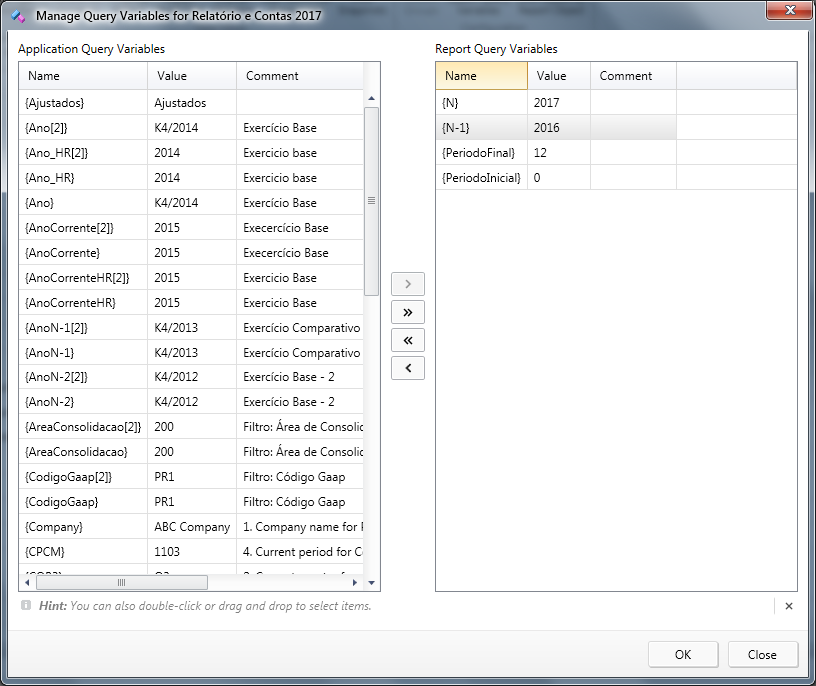 Manage Query Variables for Relatório e Contas 2017
Application Query Variables
Name Value Comment
{Ajustados} Ajustados
{Ano[2]} K4/2014 Exercício Base
{Ano_HR[2]} 2014 Exercicio base
{Ano_HR} 2014 Exercicio base
{Ano} K4/2014 Exercício Base
{AnoCorrente[2]} 2015 Execercício Base
{AnoCorrente} 2015 Execercício Base
{AnoCorrenteHR[2]} 2015 Exercicio Base
{AnoCorrenteHR} 2015 Exercicio Base
{AnoN-1[2]} K4/2013 Exercício Comparativo
{AnoN-1} K4/2013 Exercício Comparativo
{AnoN-2[2]} K4/2012 Exercício Base - 2
{AnoN-2} K4/2012 Exercício Base - 2
{AreaConsolidacao[2]} 200 Filtro: Área de Consolid
{AreaConsolidacao} 200 Filtro: Área de Consolid
{CodigoGaap[2]} PR1 Filtro: Código Gaap
{CodigoGaap} PR1 Filtro: Código Gaap
{Company} ABC Company 1. Company name for
{CPCM} 1103 4. Current period for
Report Query Variables
Name Value Comment
{N} 2017
{N-1} 2016
{PeriodoFinal} 12
{PeriodoInicial} 0
Hint: You can also double-click or drag and drop to select items.
OK Close